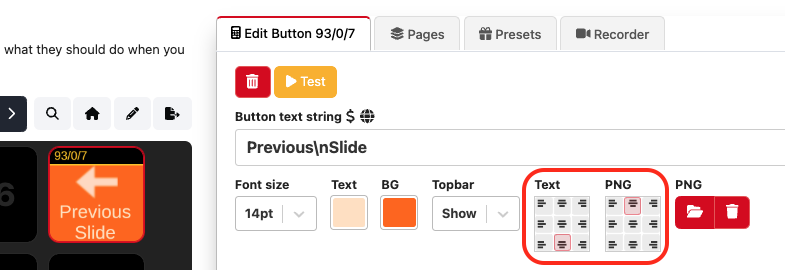 what they should do when you
Edit Button 93/0/7
Pages
Presets
Recorder
Test
Button text string $
Previous\nSlide
Font size
Text
BG
Topbar
Text
PNG
PNG
14pt
Show
93/0/7
Previous
Slide
6